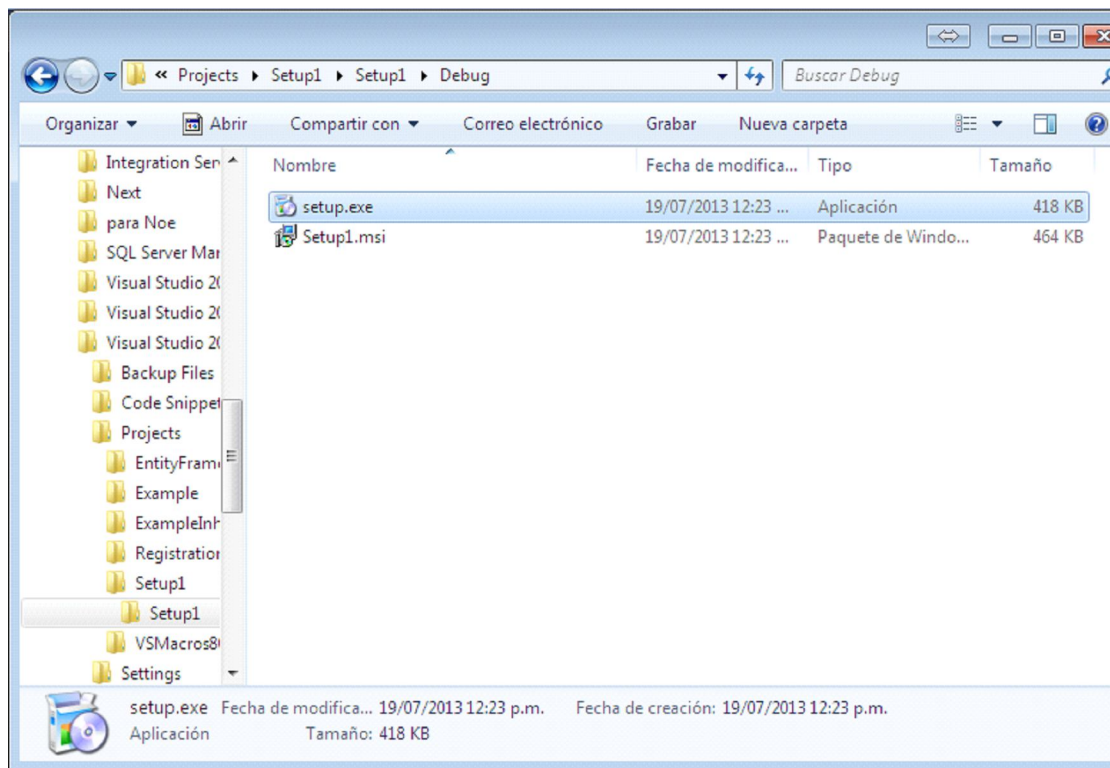 « Projects ▸ Setup1 ▸ Setup1 ▸ Debug
Buscar Debug
Organizar ▾ Abrir Compartir con ▾ Correo electrónico Grabar Nueva carpeta
Integration Ser
Next
para Noe
SQL Server Mar
Visual Studio 20
Visual Studio 20
Visual Studio 20
Backup Files
Code Snippet
Projects
EntityFram
Example
ExampleInh
Registration
Setup1
Setup1
VSMacros8
Settings
Nombre Fecha de modifica... Tipo Tamaño
setup.exe 19/07/2013 12:23 ... Aplicación 418 KB
Setup1.msi 19/07/2013 12:23 ... Paquete de Windo... 464 KB
setup.exe Fecha de modifica... 19/07/2013 12:23 p.m. Fecha de creación: 19/07/2013 12:23 p.m.
Aplicación Tamaño: 418 KB